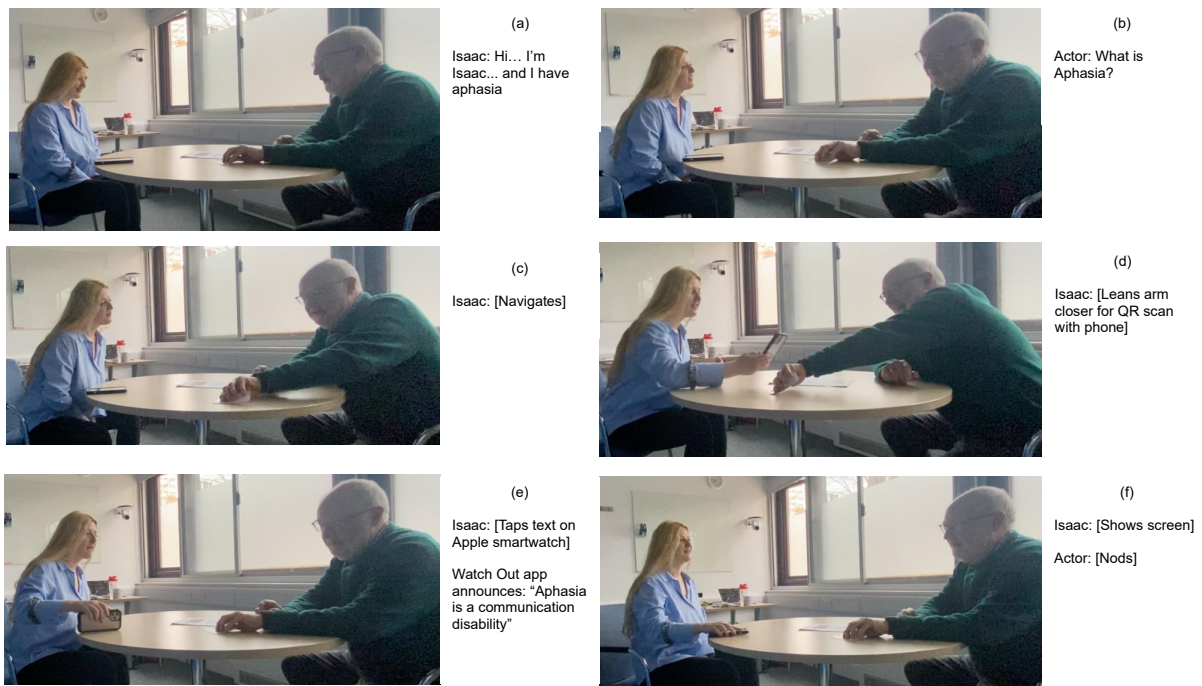 (a)
Isaac: Hi… I'm
Isaac... and I have
aphasia
(b)
Actor: What is
Aphasia?
(c)
Isaac: [Navigates]
(d)
Isaac: [Leans arm
closer for QR scan
with phone]
(e)
Isaac: [Taps text on
Apple smartwatch]
Watch Out app
announces: “Aphasia
is a communication
disability”
(f)
Isaac: [Shows screen]
Actor: [Nods]